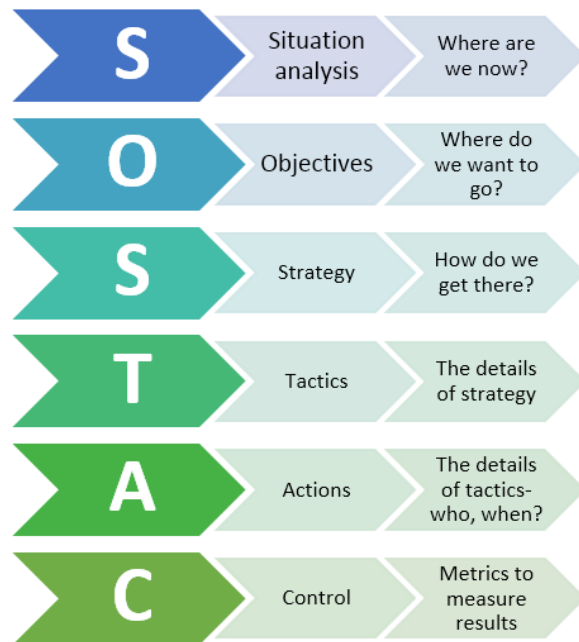 S
Situation
analysis
Where are
we now?
O
Objectives
Where do
we want to
go?
S
Strategy
How do we
get there?
T
Tactics
The details
of strategy
A
Actions
The details
of tactics-
who, when?
C
Control
Metrics to
measure
results